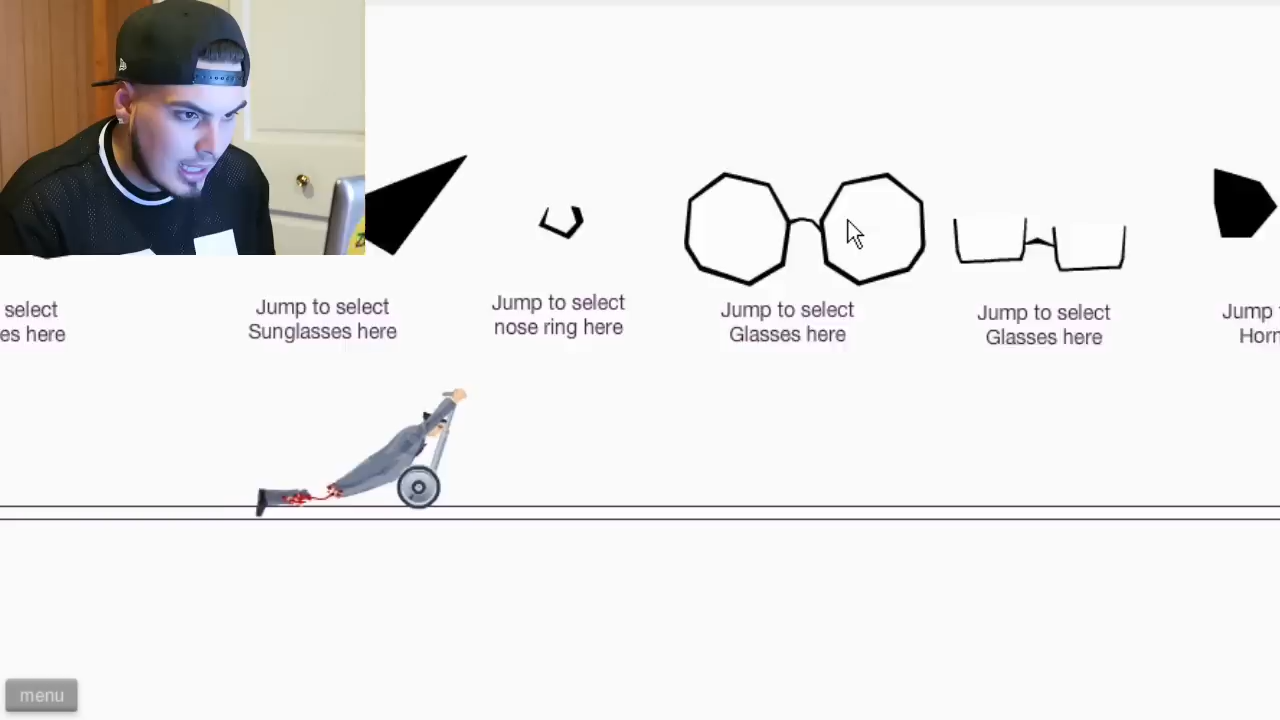 select
es here
Jump to select
Sunglasses here
Jump to select
nose ring here
Jump to select
Glasses here
Jump to select
Glasses here
Jump
Horn
menu